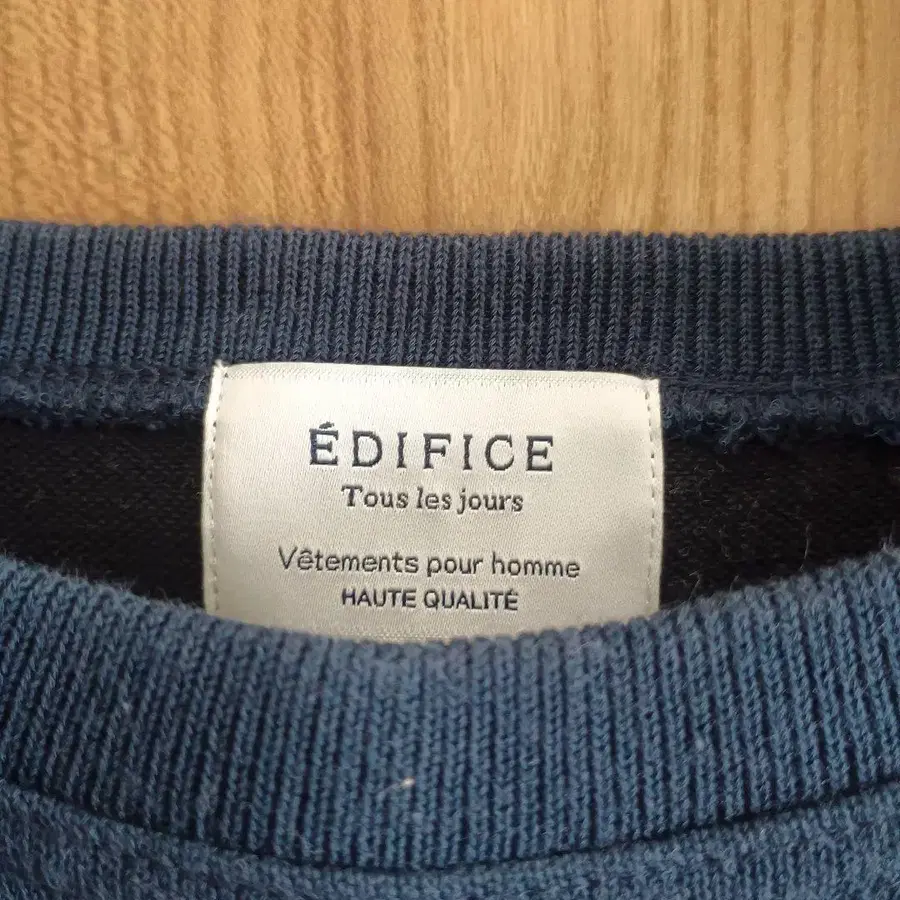 ÉDIFICE
Tous les jours
Vêtements pour homme
HAUTE QUALITÉ